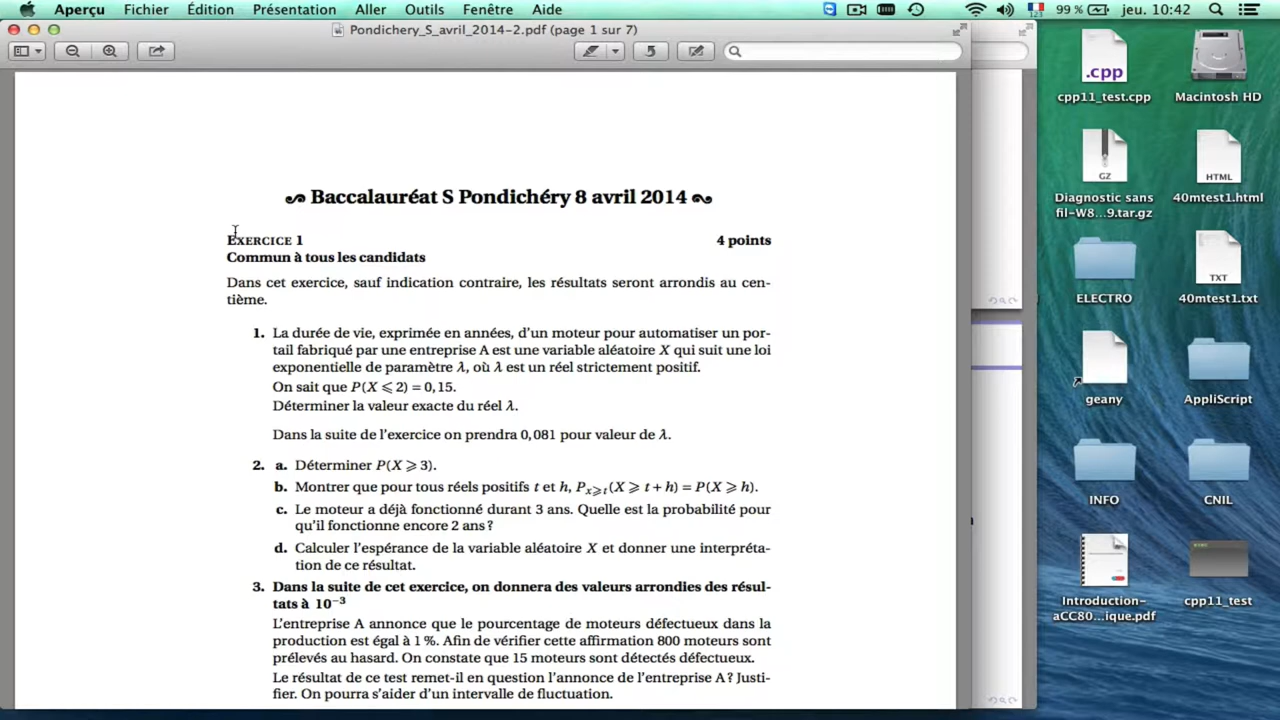 Aperçu Fichier Édition Présentation Aller Outils Fenêtre Aide 123 99 % jeu. 10:42
Pondichery_S_avril_2014-2.pdf (page 1 sur 7)
Baccalauréat S Pondichéry 8 avril 2014
EXERCICE 1 4 points
Commun à tous les candidats
Dans cet exercice, sauf indication contraire, les résultats seront arrondis au cen-
tième.
1. La durée de vie, exprimée en années, d'un moteur pour automatiser un por-
tail fabriqué par une entreprise A est une variable aléatoire X qui suit une loi
exponentielle de paramètre λ, où λ est un réel strictement positif.
On sait que P(X ⩽ 2) = 0,15.
Déterminer la valeur exacte du réel λ.
Dans la suite de l'exercice on prendra 0,081 pour valeur de λ.
2. a. Déterminer P(X ⩾ 3).
b. Montrer que pour tous réels positifs t et h, Px⩾t(X ⩾ t + h) = P(X ⩾ h).
c. Le moteur a déjà fonctionné durant 3 ans. Quelle est la probabilité pour
qu'il fonctionne encore 2 ans ?
d. Calculer l'espérance de la variable aléatoire X et donner une interpréta-
tion de ce résultat.
3. Dans la suite de cet exercice, on donnera des valeurs arrondies des résul-
tats à 10⁻³
L'entreprise A annonce que le pourcentage de moteurs défectueux dans la
production est égal à 1 %. Afin de vérifier cette affirmation 800 moteurs sont
prélevés au hasard. On constate que 15 moteurs sont détectés défectueux.
Le résultat de ce test remet-il en question l'annonce de l'entreprise A ? Justi-
fier. On pourra s'aider d'un intervalle de fluctuation.
.cpp
cpp11_test.cpp
Macintosh HD
GZ
Diagnostic sans
fil-W8...9.tar.gz
HTML
40mtest1.html
ELECTRO
TXT
40mtest1.txt
geany
AppliScript
INFO
CNIL
Introduction-
aCC80...ique.pdf
cpp11_test